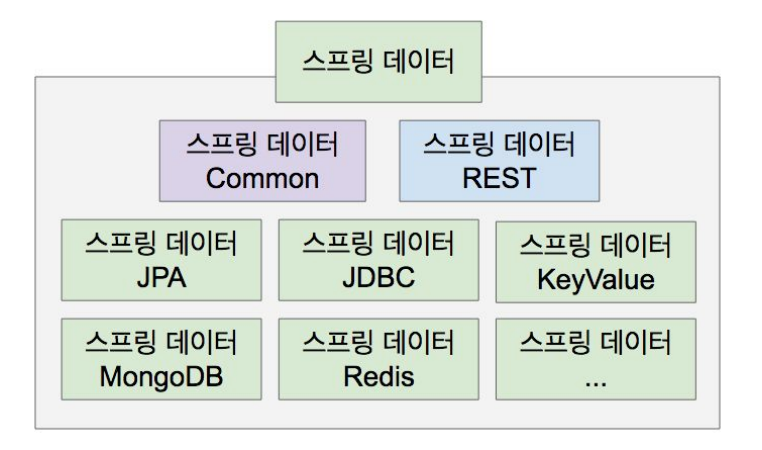 스프링 데이터
스프링 데이터
Common
스프링 데이터
REST
스프링 데이터
JPA
스프링 데이터
JDBC
스프링 데이터
KeyValue
스프링 데이터
MongoDB
스프링 데이터
Redis
스프링 데이터
...